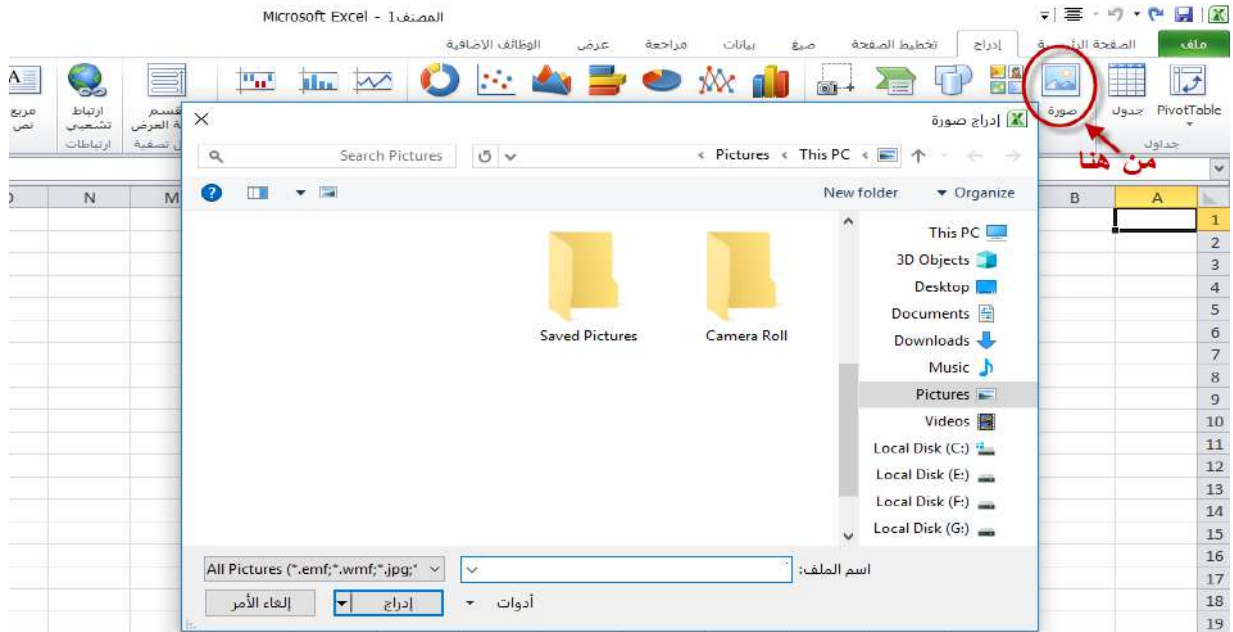 المصنف1 - Microsoft Excel
ملف الصفحة الرئيسية إدراج تخطيط الصفحة صيغ بيانات مراجعة عرض الوظائف الإضافية
PivotTable جدول صورة ارتباط تشعبي مربع نص
جداول ارتباطات
من هنا
إدراج صورة
This PC Pictures
Search Pictures
Organize New folder
A B M N
This PC
3D Objects
Desktop
Documents
Downloads
Music
Pictures
Videos
Local Disk (C:)
Local Disk (E:)
Local Disk (F:)
Local Disk (G:)
Camera Roll Saved Pictures
اسم الملف:
All Pictures (*.emf;*.wmf;*.jpg;*
أدوات إدراج إلغاء الأمر
1
2
3
4
5
6
7
8
9
10
11
12
13
14
15
16
17
18
19